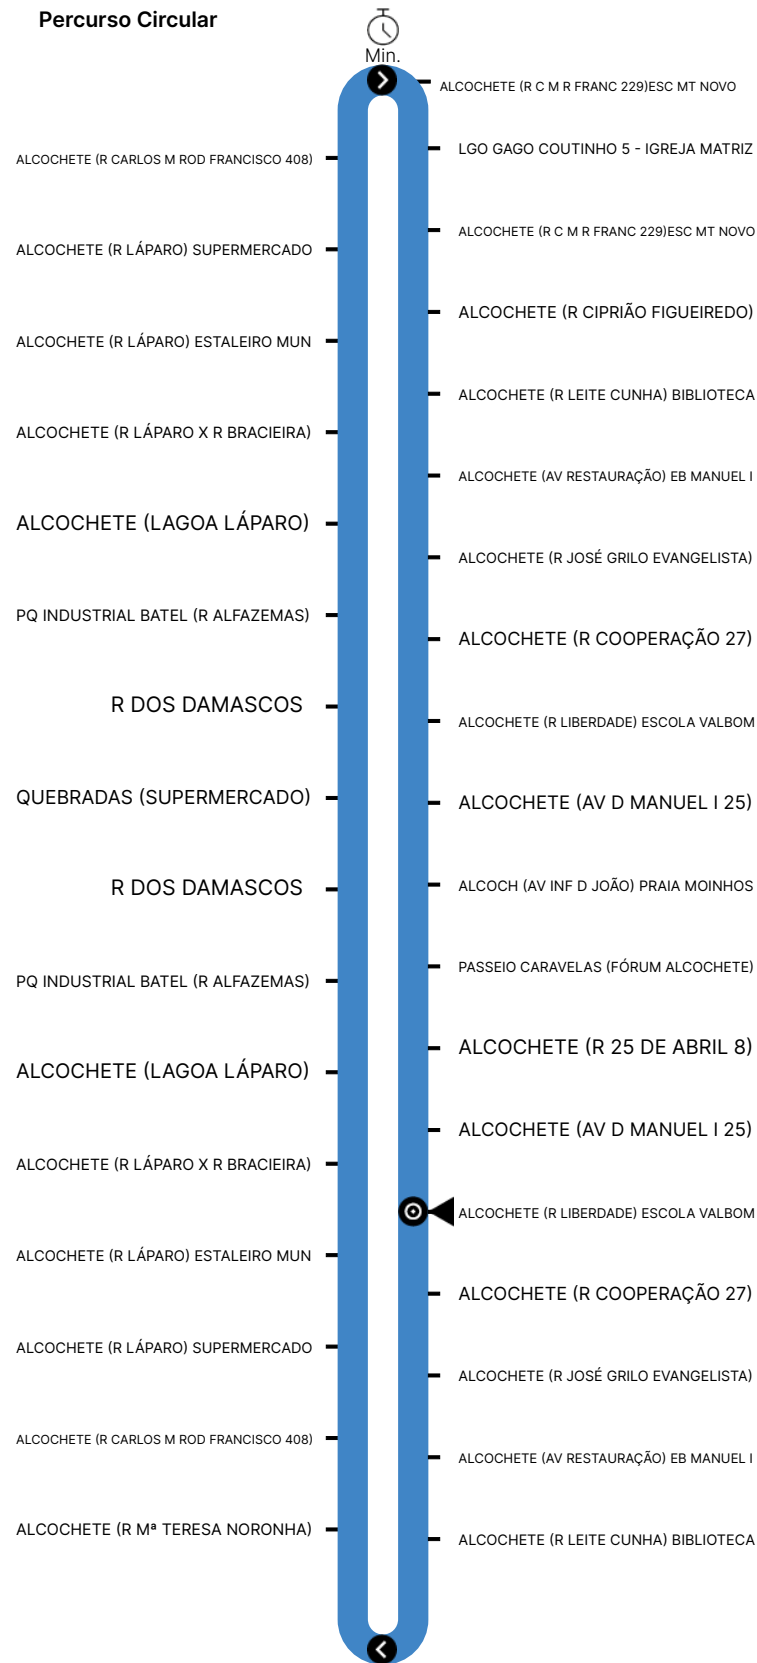 Percurso Circular
Min.
ALCOCHETE (R C M R FRANC 229)ESC MT NOVO
LGO GAGO COUTINHO 5 - IGREJA MATRIZ
ALCOCHETE (R C M R FRANC 229)ESC MT NOVO
ALCOCHETE (R CIPRIÃO FIGUEIREDO)
ALCOCHETE (R LEITE CUNHA) BIBLIOTECA
ALCOCHETE (AV RESTAURAÇÃO) EB MANUEL I
ALCOCHETE (R JOSÉ GRILO EVANGELISTA)
ALCOCHETE (R COOPERAÇÃO 27)
ALCOCHETE (R LIBERDADE) ESCOLA VALBOM
ALCOCHETE (AV D MANUEL I 25)
ALCOCH (AV INF D JOÃO) PRAIA MOINHOS
PASSEIO CARAVELAS (FÓRUM ALCOCHETE)
ALCOCHETE (R 25 DE ABRIL 8)
ALCOCHETE (AV D MANUEL I 25)
ALCOCHETE (R LIBERDADE) ESCOLA VALBOM
ALCOCHETE (R COOPERAÇÃO 27)
ALCOCHETE (R JOSÉ GRILO EVANGELISTA)
ALCOCHETE (AV RESTAURAÇÃO) EB MANUEL I
ALCOCHETE (R LEITE CUNHA) BIBLIOTECA
ALCOCHETE (R CARLOS M ROD FRANCISCO 408)
ALCOCHETE (R LÁPARO) SUPERMERCADO
ALCOCHETE (R LÁPARO) ESTALEIRO MUN
ALCOCHETE (R LÁPARO X R BRACIEIRA)
ALCOCHETE (LAGOA LÁPARO)
PQ INDUSTRIAL BATEL (R ALFAZEMAS)
R DOS DAMASCOS
QUEBRADAS (SUPERMERCADO)
R DOS DAMASCOS
PQ INDUSTRIAL BATEL (R ALFAZEMAS)
ALCOCHETE (LAGOA LÁPARO)
ALCOCHETE (R LÁPARO X R BRACIEIRA)
ALCOCHETE (R LÁPARO) ESTALEIRO MUN
ALCOCHETE (R LÁPARO) SUPERMERCADO
ALCOCHETE (R CARLOS M ROD FRANCISCO 408)
ALCOCHETE (R Mª TERESA NORONHA)